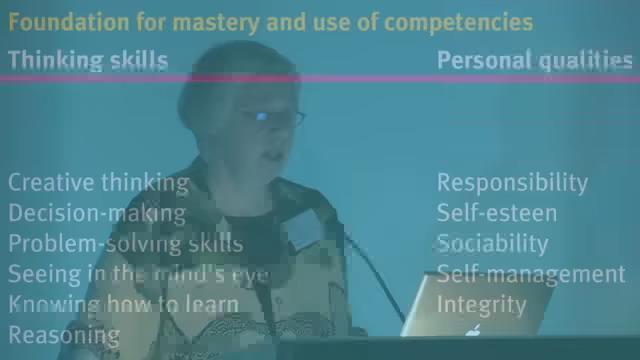 Foundation for mastery and use of competencies
Thinking skills
Personal qualities
Creative thinking
Decision-making
Problem-solving skills
Seeing in the mind's eye
Knowing how to learn
Reasoning
Responsibility
Self-esteen
Sociability
Self-management
Integrity